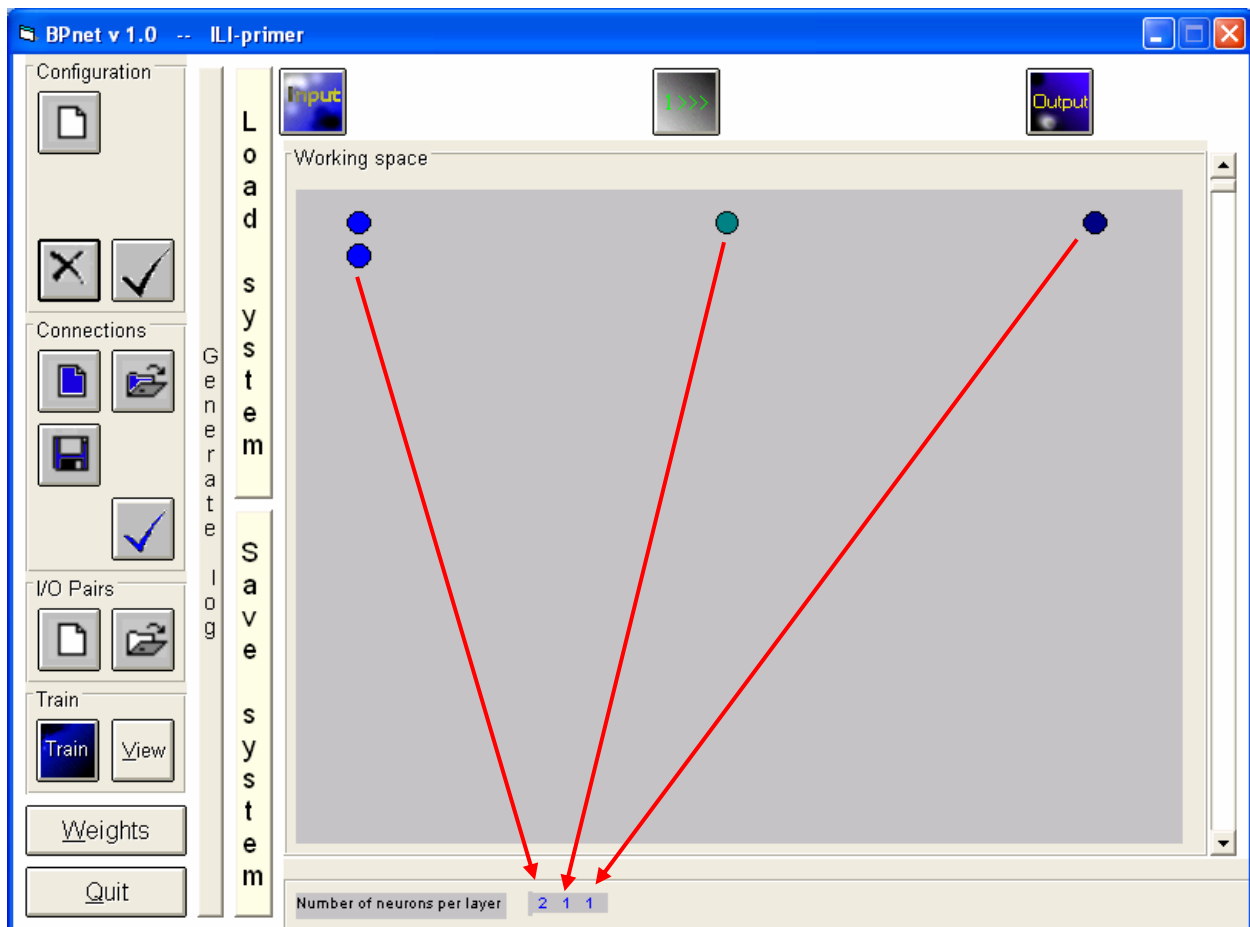 BPnet v 1.0 -- ILI-primer
Configuration
Connections
I/O Pairs
Train
Train
View
Weights
Quit
Generate log
Load system
Save system
Input
1>>>
Output
Working space
Number of neurons per layer
2 1 1